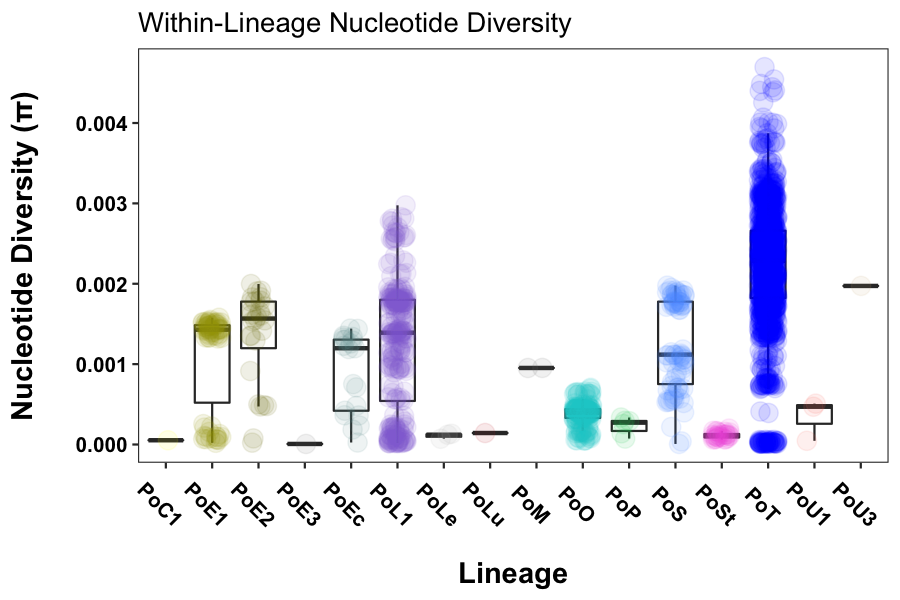 Within-Lineage Nucleotide Diversity
Nucleotide Diversity (π)
0.004
0.003
0.002
0.001
0.000
PoC1
PoE1
PoE2
PoE3
PoEc
PoL1
PoLe
PoLu
PoM
PoO
PoP
PoS
PoSt
PoT
PoU1
PoU3
Lineage